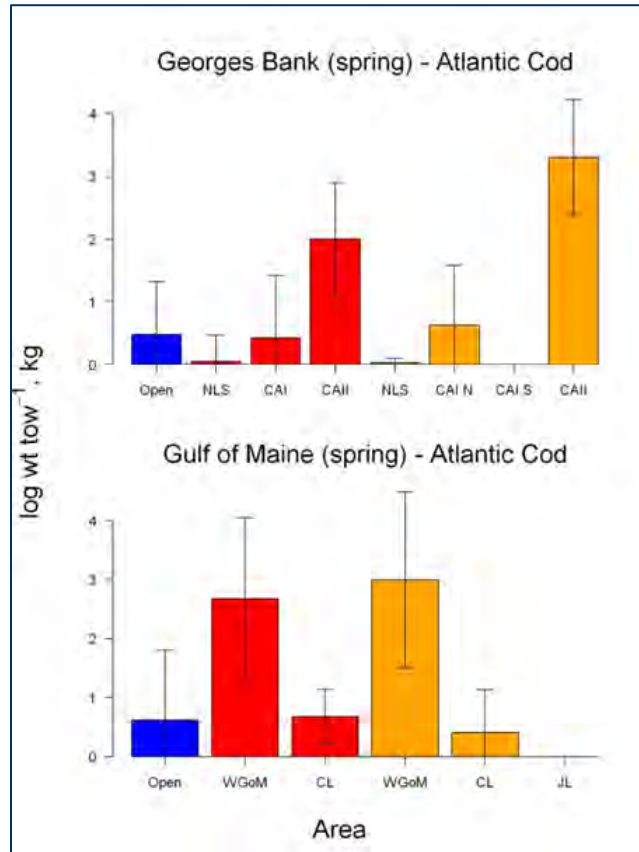 Georges Bank (spring) - Atlantic Cod
4
3
2
1
0
Open NLS CAI CAII NLS CAI N CAI S CAII
log wt tow⁻¹, kg
Gulf of Maine (spring) - Atlantic Cod
4
3
2
1
0
Open WGoM CL WGoM CL JL
Area